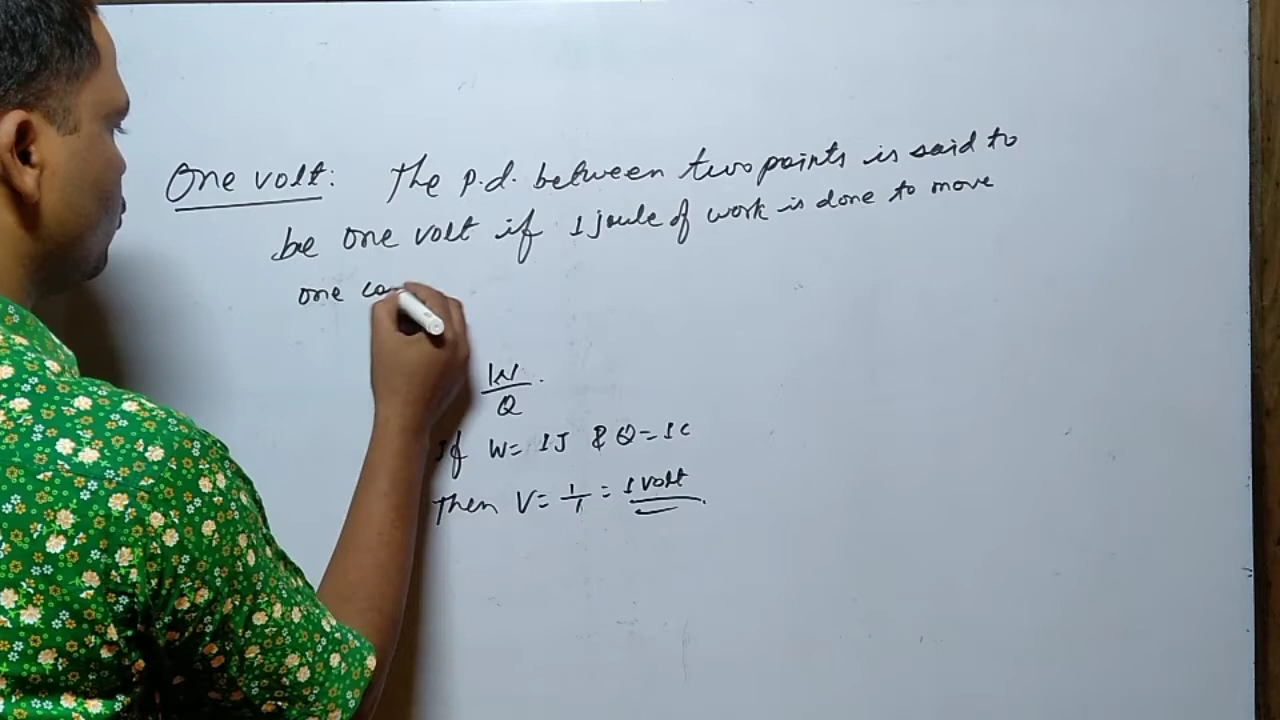 One volt: The p.d. between two points is said to
be one volt if 1 joule of work is done to move
one co
W
Q
If W= 1J & Q=1C
Then V= 1/1 = 1 volt